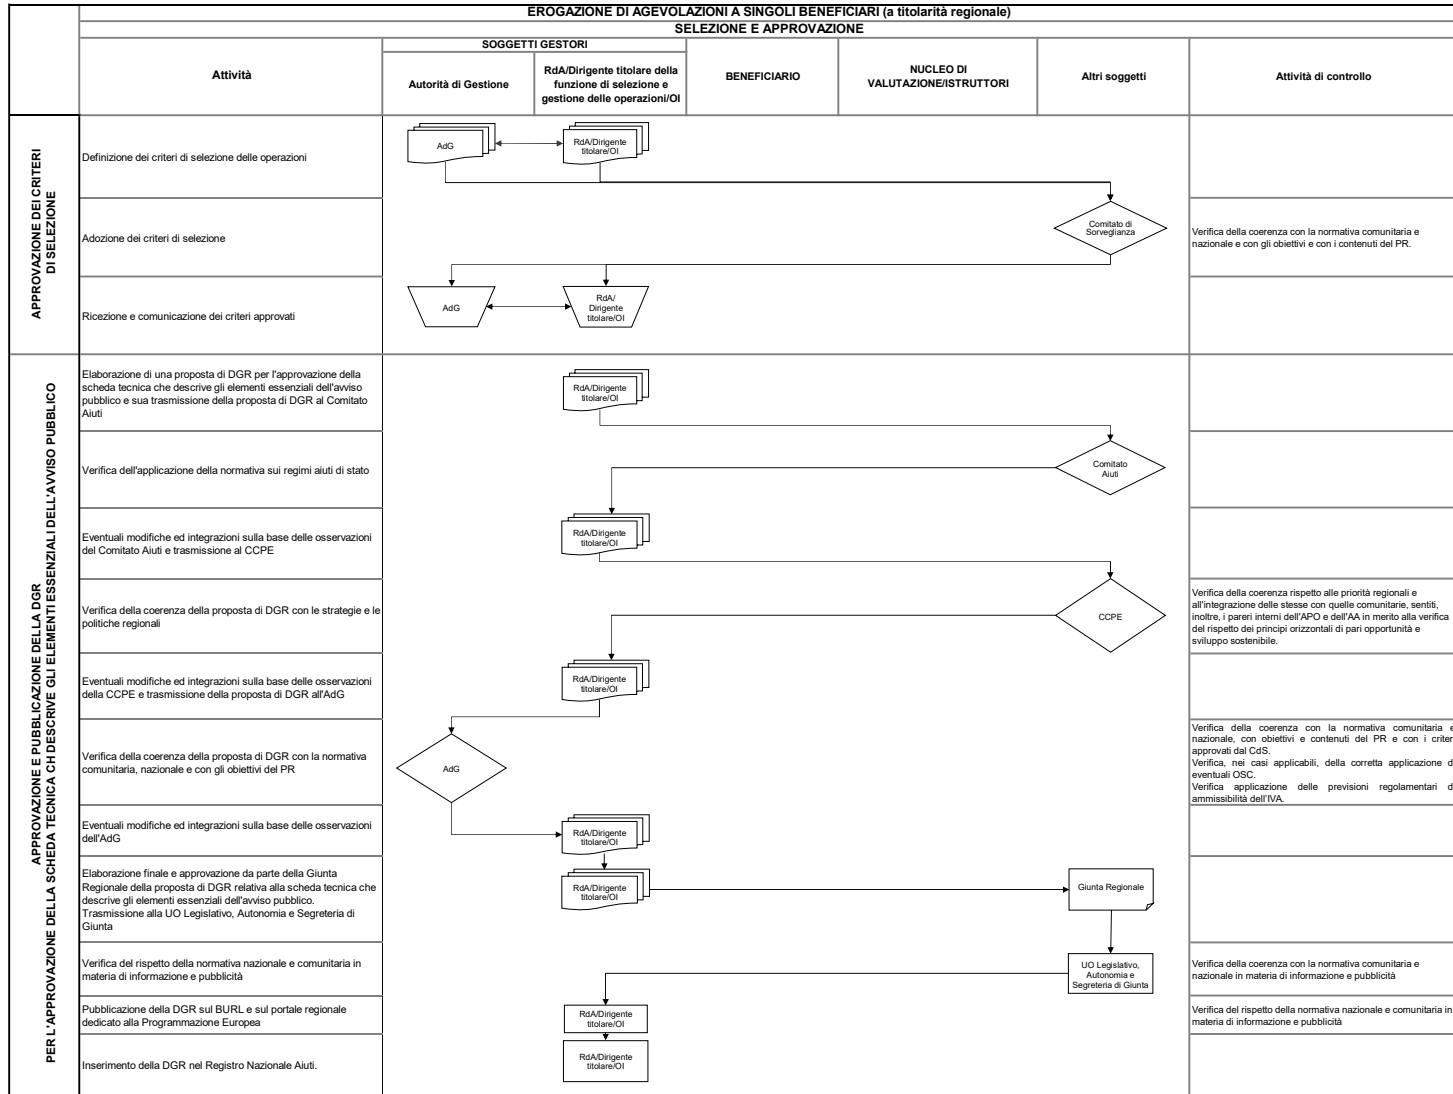 EROGAZIONE DI AGEVOLAZIONI A SINGOLI BENEFICIARI (a titolarità regionale)
SELEZIONE E APPROVAZIONE
Attività
SOGGETTI GESTORI
Autorità di Gestione
RdA/Dirigente titolare della
funzione di selezione e
gestione delle operazioni/OI
BENEFICIARIO
NUCLEO DI
VALUTAZIONE/ISTRUTTORI
Altri soggetti
Attività di controllo
APPROVAZIONE DEI CRITERI
DI SELEZIONE
Definizione dei criteri di selezione delle operazioni
AdG
RdA/Dirigente
titolare/OI
Adozione dei criteri di selezione
Comitato di
Sorveglianza
Verifica della coerenza con la normativa comunitaria e
nazionale e con gli obiettivi e con i contenuti del PR.
Ricezione e comunicazione dei criteri approvati
AdG
RdA/
Dirigente
titolare/OI
APPROVAZIONE E PUBBLICAZIONE DELLA DGR
PER L'APPROVAZIONE DELLA SCHEDA TECNICA CH DESCRIVE GLI ELEMENTI ESSENZIALI DELL'AVVISO PUBBLICO
Elaborazione di una proposta di DGR per l'approvazione della
scheda tecnica che descrive gli elementi essenziali dell'avviso
pubblico e sua trasmissione della proposta di DGR al Comitato
Aiuti
RdA/Dirigente
titolare/OI
Verifica dell'applicazione della normativa sui regimi aiuti di stato
Comitato
Aiuti
Eventuali modifiche ed integrazioni sulla base delle osservazioni
del Comitato Aiuti e trasmissione al CCPE
RdA/Dirigente
titolare/OI
Verifica della coerenza della proposta di DGR con le strategie e le
politiche regionali
CCPE
Verifica della coerenza rispetto alle priorità regionali e
all'integrazione delle stesse con quelle comunitarie, sentiti,
inoltre, i pareri interni dell'APO e dell'AA in merito alla verifica
del rispetto dei principi orizzontali di pari opportunità e
sviluppo sostenibile.
Eventuali modifiche ed integrazioni sulla base delle osservazioni
della CCPE e trasmissione della proposta di DGR all'AdG
RdA/Dirigente
titolare/OI
Verifica della coerenza della proposta di DGR con la normativa
comunitaria, nazionale e con gli obiettivi del PR
AdG
Verifica della coerenza con la normativa comunitaria e
nazionale, con obiettivi e contenuti del PR e con i criter
approvati dal CdS.
Verifica, nei casi applicabili, della corretta applicazione d
eventuali OSC.
Verifica applicazione delle previsioni regolamentari d
ammissibilità dell'IVA.
Eventuali modifiche ed integrazioni sulla base delle osservazioni
dell'AdG
RdA/Dirigente
titolare/OI
Elaborazione finale e approvazione da parte della Giunta
Regionale della proposta di DGR relativa alla scheda tecnica che
descrive gli elementi essenziali dell'avviso pubblico.
Trasmissione alla UO Legislativo, Autonomia e Segreteria di
Giunta
RdA/Dirigente
titolare/OI
Giunta Regionale
Verifica del rispetto della normativa nazionale e comunitaria in
materia di informazione e pubblicità
UO Legislativo,
Autonomia e
Segreteria di Giunta
Verifica della coerenza con la normativa comunitaria e
nazionale in materia di informazione e pubblicità
Pubblicazione della DGR sul BURL e sul portale regionale
dedicato alla Programmazione Europea
RdA/Dirigente
titolare/OI
Verifica del rispetto della normativa nazionale e comunitaria in
materia di informazione e pubblicità
Inserimento della DGR nel Registro Nazionale Aiuti.
RdA/Dirigente
titolare/OI